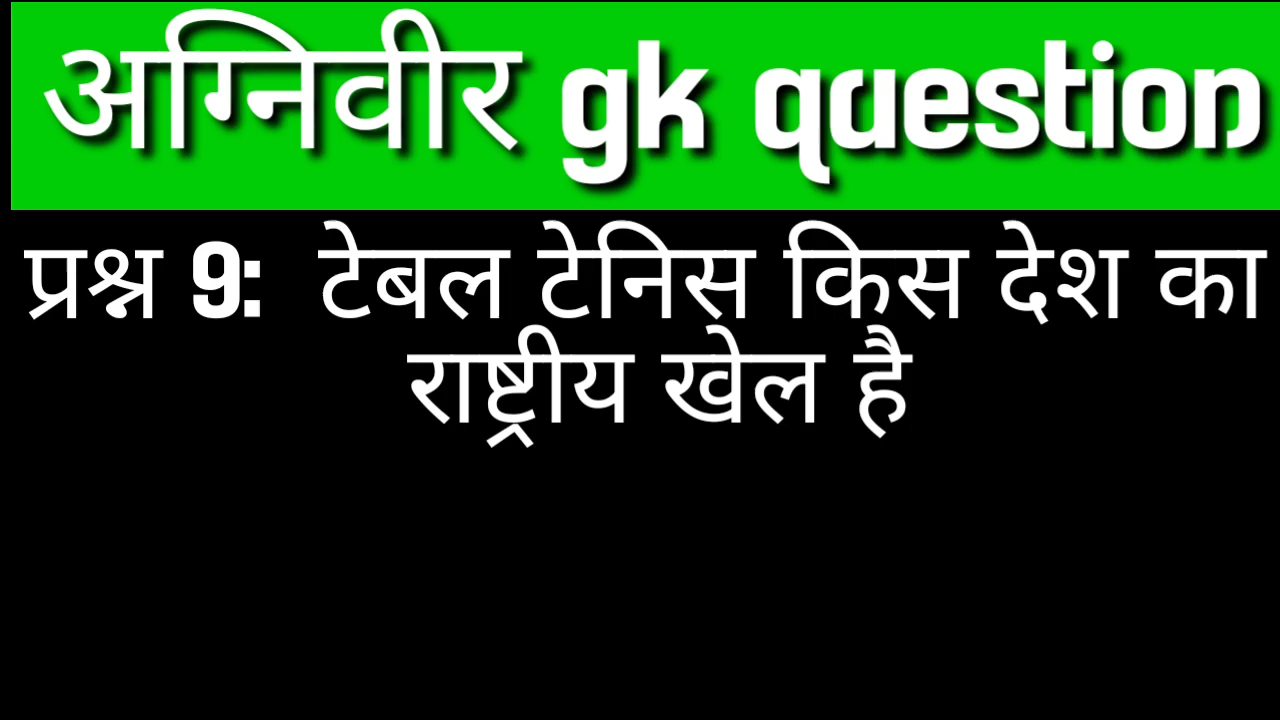 अग्निवीर gk question
प्रश्न 9: टेबल टेनिस किस देश का
राष्ट्रीय खेल है